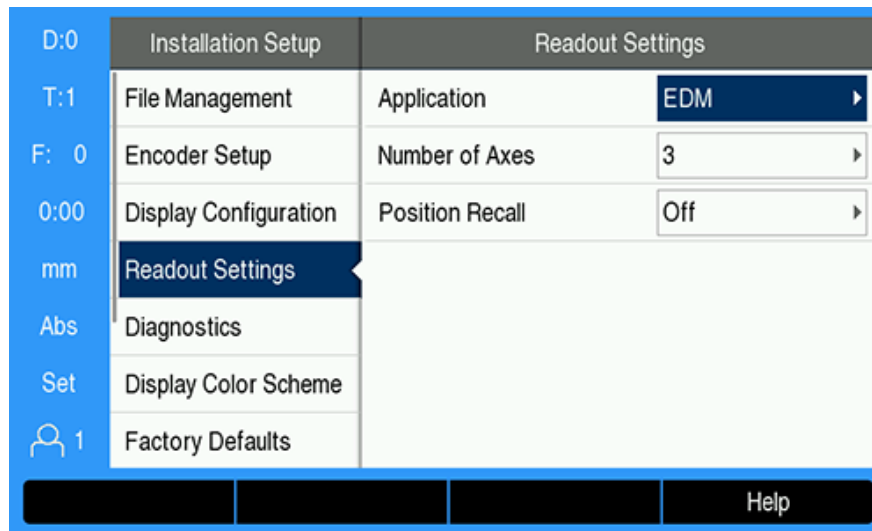 D:0
T:1
F: 0
0:00
mm
Abs
Set
1
Installation Setup
File Management
Encoder Setup
Display Configuration
Readout Settings
Diagnostics
Display Color Scheme
Factory Defaults
Readout Settings
Application EDM
Number of Axes 3
Position Recall Off
Help